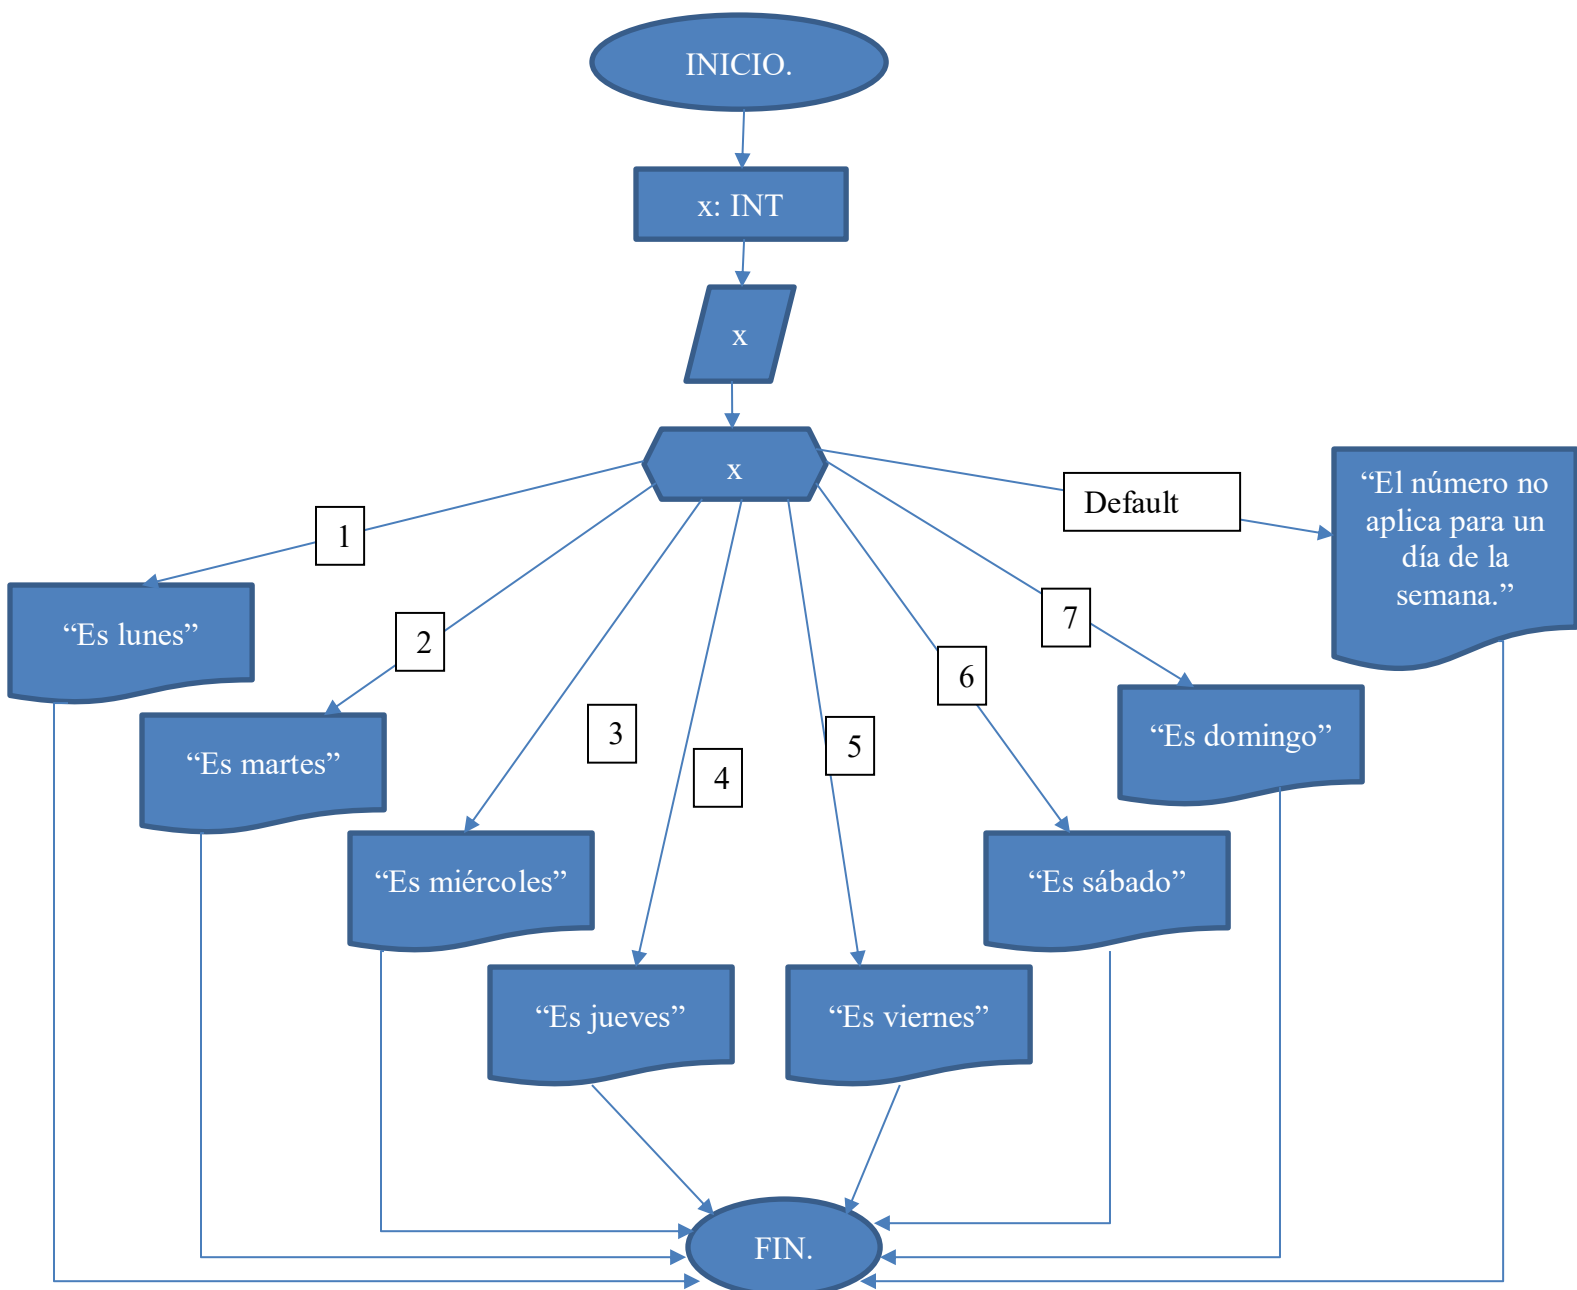 INICIO.
x: INT
x
x
Default
“El número no
aplica para un
día de la
semana.”
1
“Es lunes”
2
“Es martes”
3
“Es miércoles”
4
“Es jueves”
5
“Es viernes”
6
“Es sábado”
7
“Es domingo”
FIN.